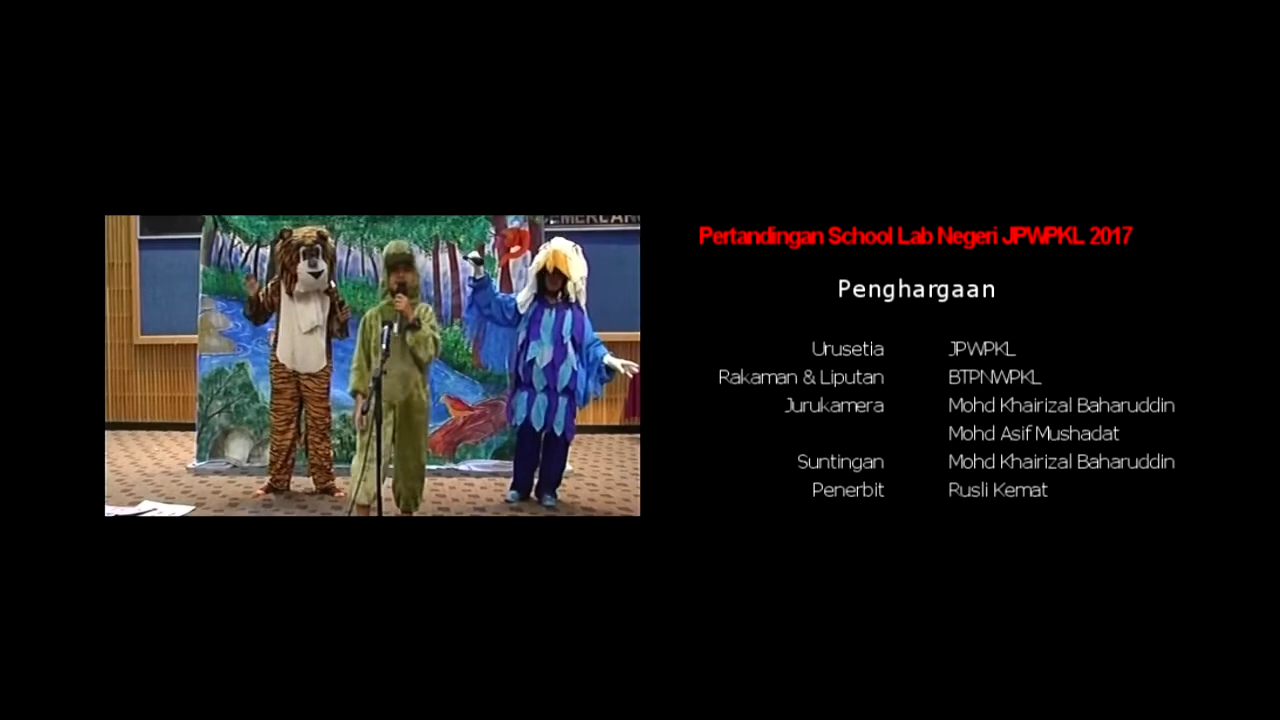 Pertandingan School Lab Negeri JPWPKL 2017
Penghargaan
Urusetia JPWPKL
Rakaman & Liputan BTPNWPKL
Jurukamera Mohd Khairizal Baharuddin
Mohd Asif Mushadat
Suntingan Mohd Khairizal Baharuddin
Penerbit Rusli Kemat